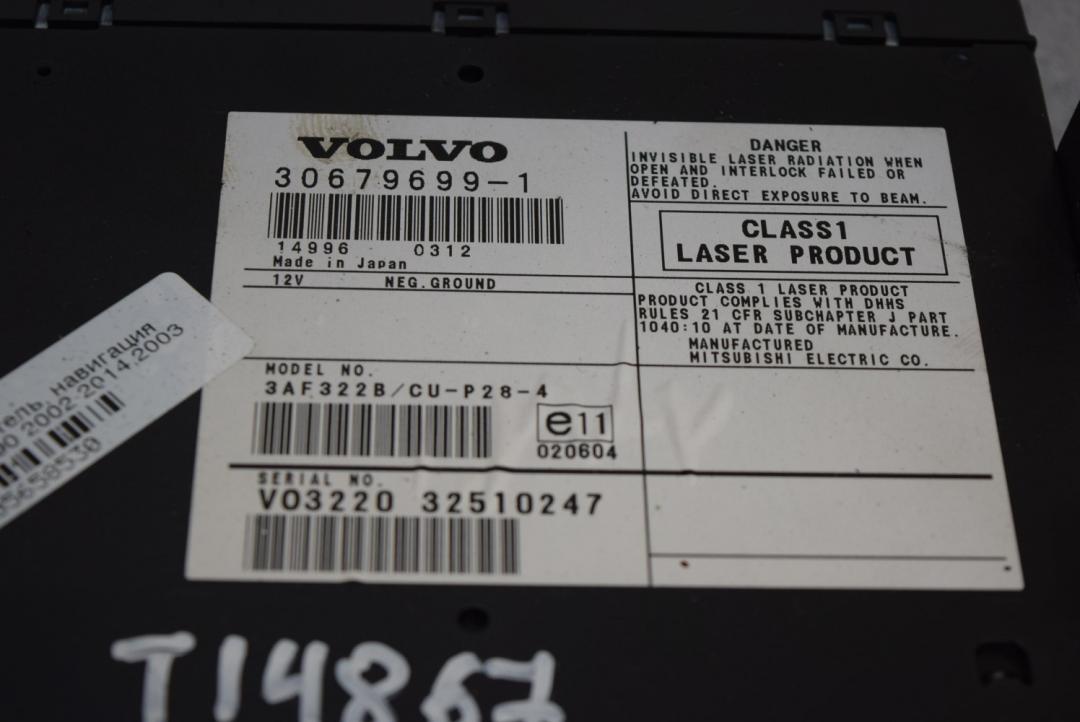 VOLVO
30679699-1
14996 0312
Made in Japan
12V NEG.GROUND
MODEL NO.
3AF322B/CU-P28-4
e11
020604
SERIAL NO.
VO3220 32510247
DANGER
INVISIBLE LASER RADIATION WHEN
OPEN AND INTERLOCK FAILED OR
DEFEATED.
AVOID DIRECT EXPOSURE TO BEAM.
CLASS1
LASER PRODUCT
CLASS 1 LASER PRODUCT
PRODUCT COMPLIES WITH DHHS
RULES 21 CFR SUBCHAPTER J PART
1040:10 AT DATE OF MANUFACTURE.
MANUFACTURED
MITSUBISHI ELECTRIC CO.
навигация
2002-2014.2003
T14867